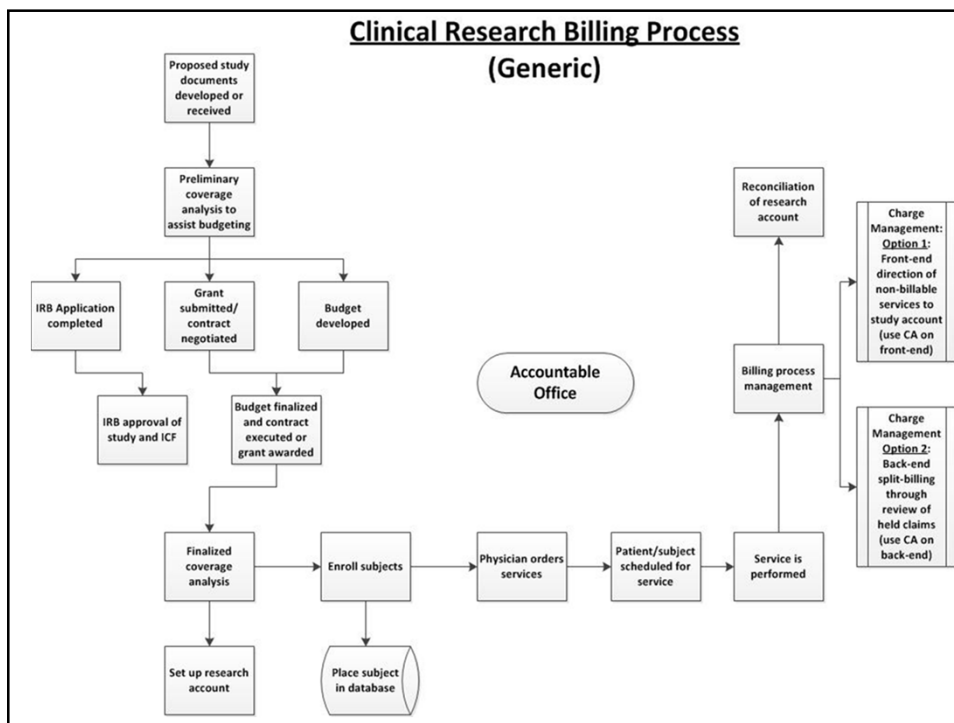 Clinical Research Billing Process
(Generic)
Proposed study
documents
developed or
received
Preliminary
coverage
analysis to
assist budgeting
IRB Application
completed
Grant
submitted/
contract
negotiated
Budget
developed
IRB approval of
study and ICF
Budget finalized
and contract
executed or
grant awarded
Accountable
Office
Reconciliation
of research
account
Charge
Management:
Option 1:
Front-end
direction of
non-billable
services to
study account
(use CA on
front-end)
Billing process
management
Charge
Management
Option 2:
Back-end
split-billing
through
review of
held claims
(use CA on
back-end)
Finalized
coverage
analysis
Enroll subjects
Physician orders
services
Patient/subject
scheduled for
service
Service is
performed
Set up research
account
Place subject
in database